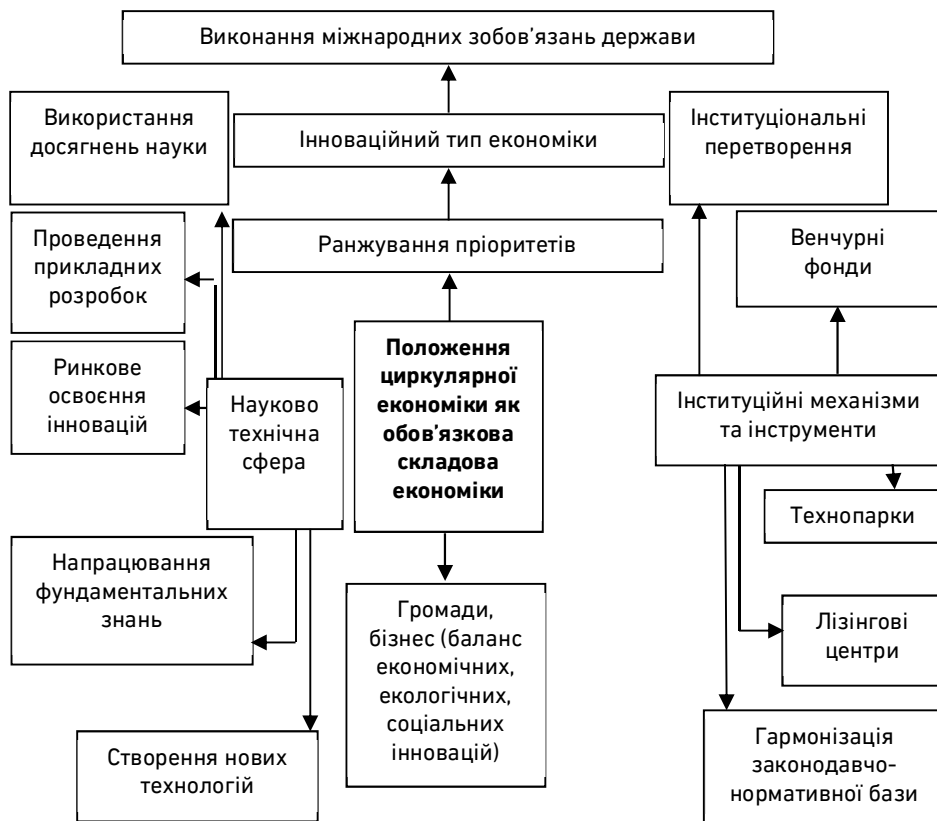 Виконання міжнародних зобов’язань держави
Використання
досягнень науки
Інноваційний тип економіки
Інституціональні
перетворення
Проведення
прикладних
розробок
Ранжування пріоритетів
Венчурні
фонди
Ринкове
освоєння
інновацій
Науково
технічна
сфера
Положення
циркулярної
економіки як
обов’язкова
складова
економіки
Інституційні механізми
та інструменти
Технопарки
Напрацювання
фундаментальних
знань
Громади,
бізнес (баланс
економічних,
екологічних,
соціальних
інновацій)
Лізінгові
центри
Створення нових
технологій
Гармонізація
законодавчо-
нормативної бази